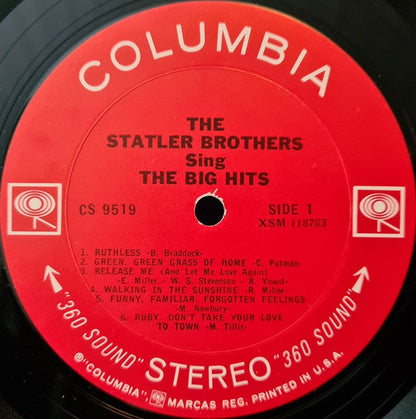 COLUMBIA
THE
STATLER BROTHERS
Sing
THE BIG HITS
CS 9519
SIDE 1
XSM 118783
1. RUTHLESS -B. Braddock-
2. GREEN, GREEN GRASS OF HOME -C. Putman-
3. RELEASE ME (And Let Me Love Again)
-E. Miller - W. S. Stevenson - R. Yount-
4. WALKING IN THE SUNSHINE -R. Miller-
5. FUNNY, FAMILIAR, FORGOTTEN FEELINGS
-M. Newbury-
6. RUBY, DON'T TAKE YOUR LOVE
TO TOWN -M. Tillis-
"360 SOUND" STEREO "360 SOUND"
℗"COLUMBIA", MARCAS REG. PRINTED IN U.S.A.